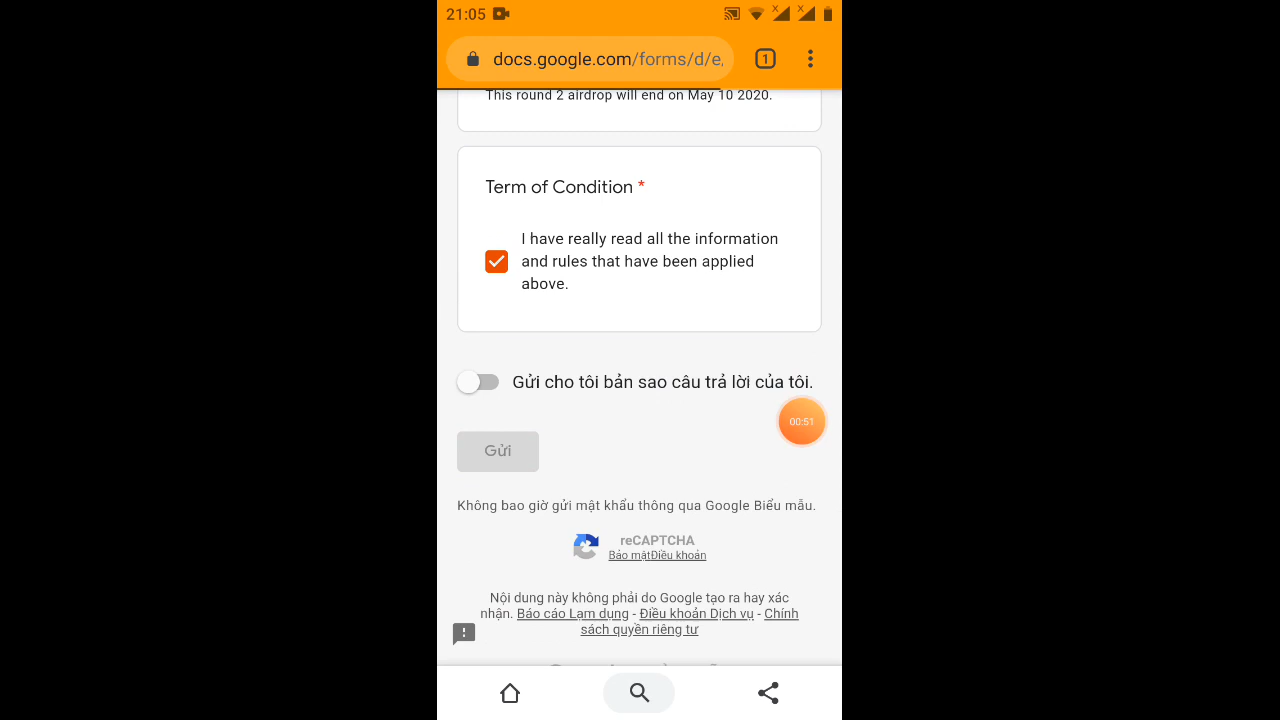 21:05
docs.google.com/forms/d/e
1
This round 2 airdrop will end on May 10 2020.
Term of Condition *
I have really read all the information
and rules that have been applied
above.
Gửi cho tôi bản sao câu trả lời của tôi.
00:51
Gửi
Không bao giờ gửi mật khẩu thông qua Google Biểu mẫu.
reCAPTCHA
Bảo mậtĐiều khoản
Nội dung này không phải do Google tạo ra hay xác
nhận. Báo cáo Lạm dụng - Điều khoản Dịch vụ - Chính
sách quyền riêng tư